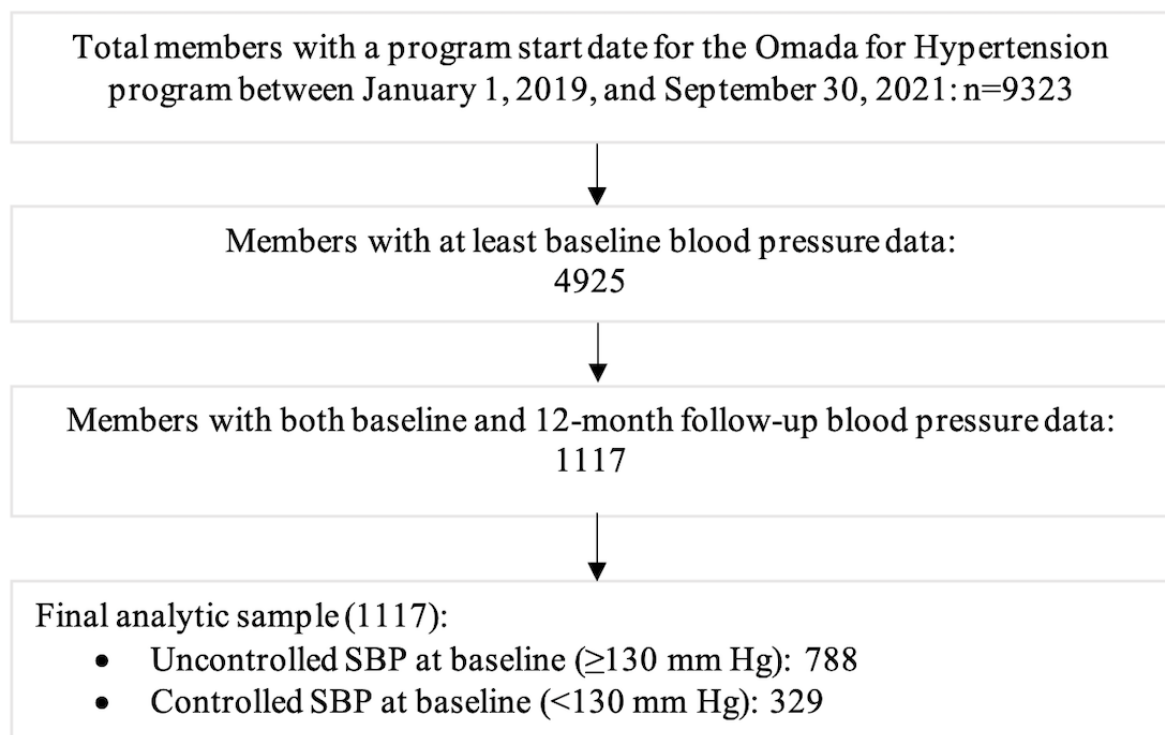 Total members with a program start date for the Omada for Hypertension
program between January 1, 2019, and September 30, 2021: n=9323
Members with at least baseline blood pressure data:
4925
Members with both baseline and 12-month follow-up blood pressure data:
1117
Final analytic sample (1117):
• Uncontrolled SBP at baseline (≥130 mm Hg): 788
• Controlled SBP at baseline (<130 mm Hg): 329